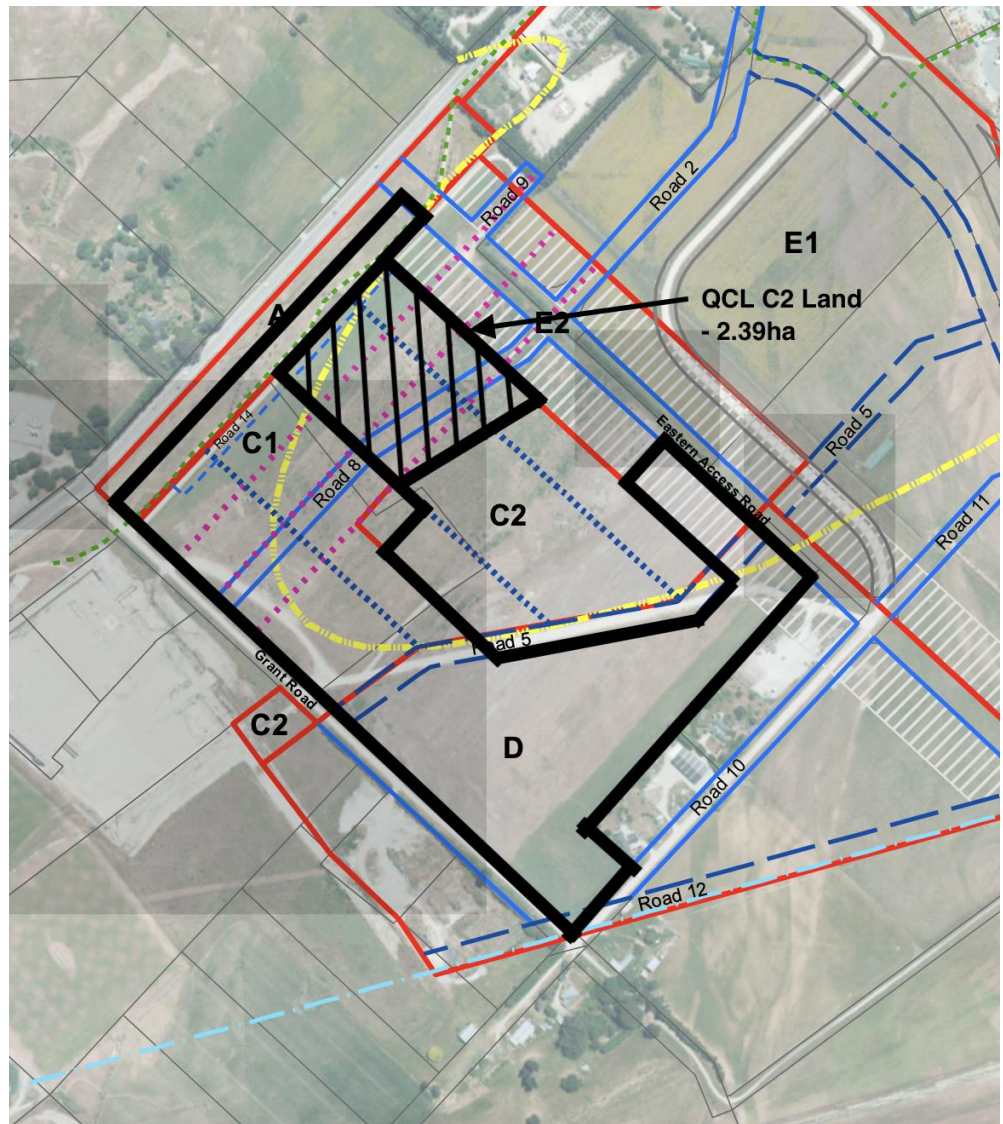 Road 9
Road 2
E1
QCL C2 Land
- 2.39ha
A
E2
Road 14
C1
Road 8
C2
Eastern Access Road
Road 5
Road 11
Road 5
Grant Road
C2
D
Road 10
Road 12